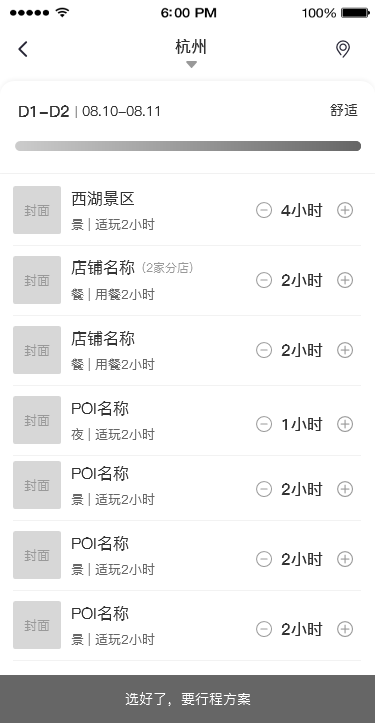 6:00 PM 100%
杭州
D1-D2 | 08.10-08.11 舒适
封面 西湖景区 4小时
景 | 适玩2小时
封面 店铺名称 (2家分店) 2小时
餐 | 用餐2小时
封面 店铺名称 2小时
餐 | 用餐2小时
封面 POI名称 1小时
夜 | 适玩2小时
封面 POI名称 2小时
景 | 适玩2小时
封面 POI名称 2小时
景 | 适玩2小时
封面 POI名称 2小时
景 | 适玩2小时
选好了，要行程方案